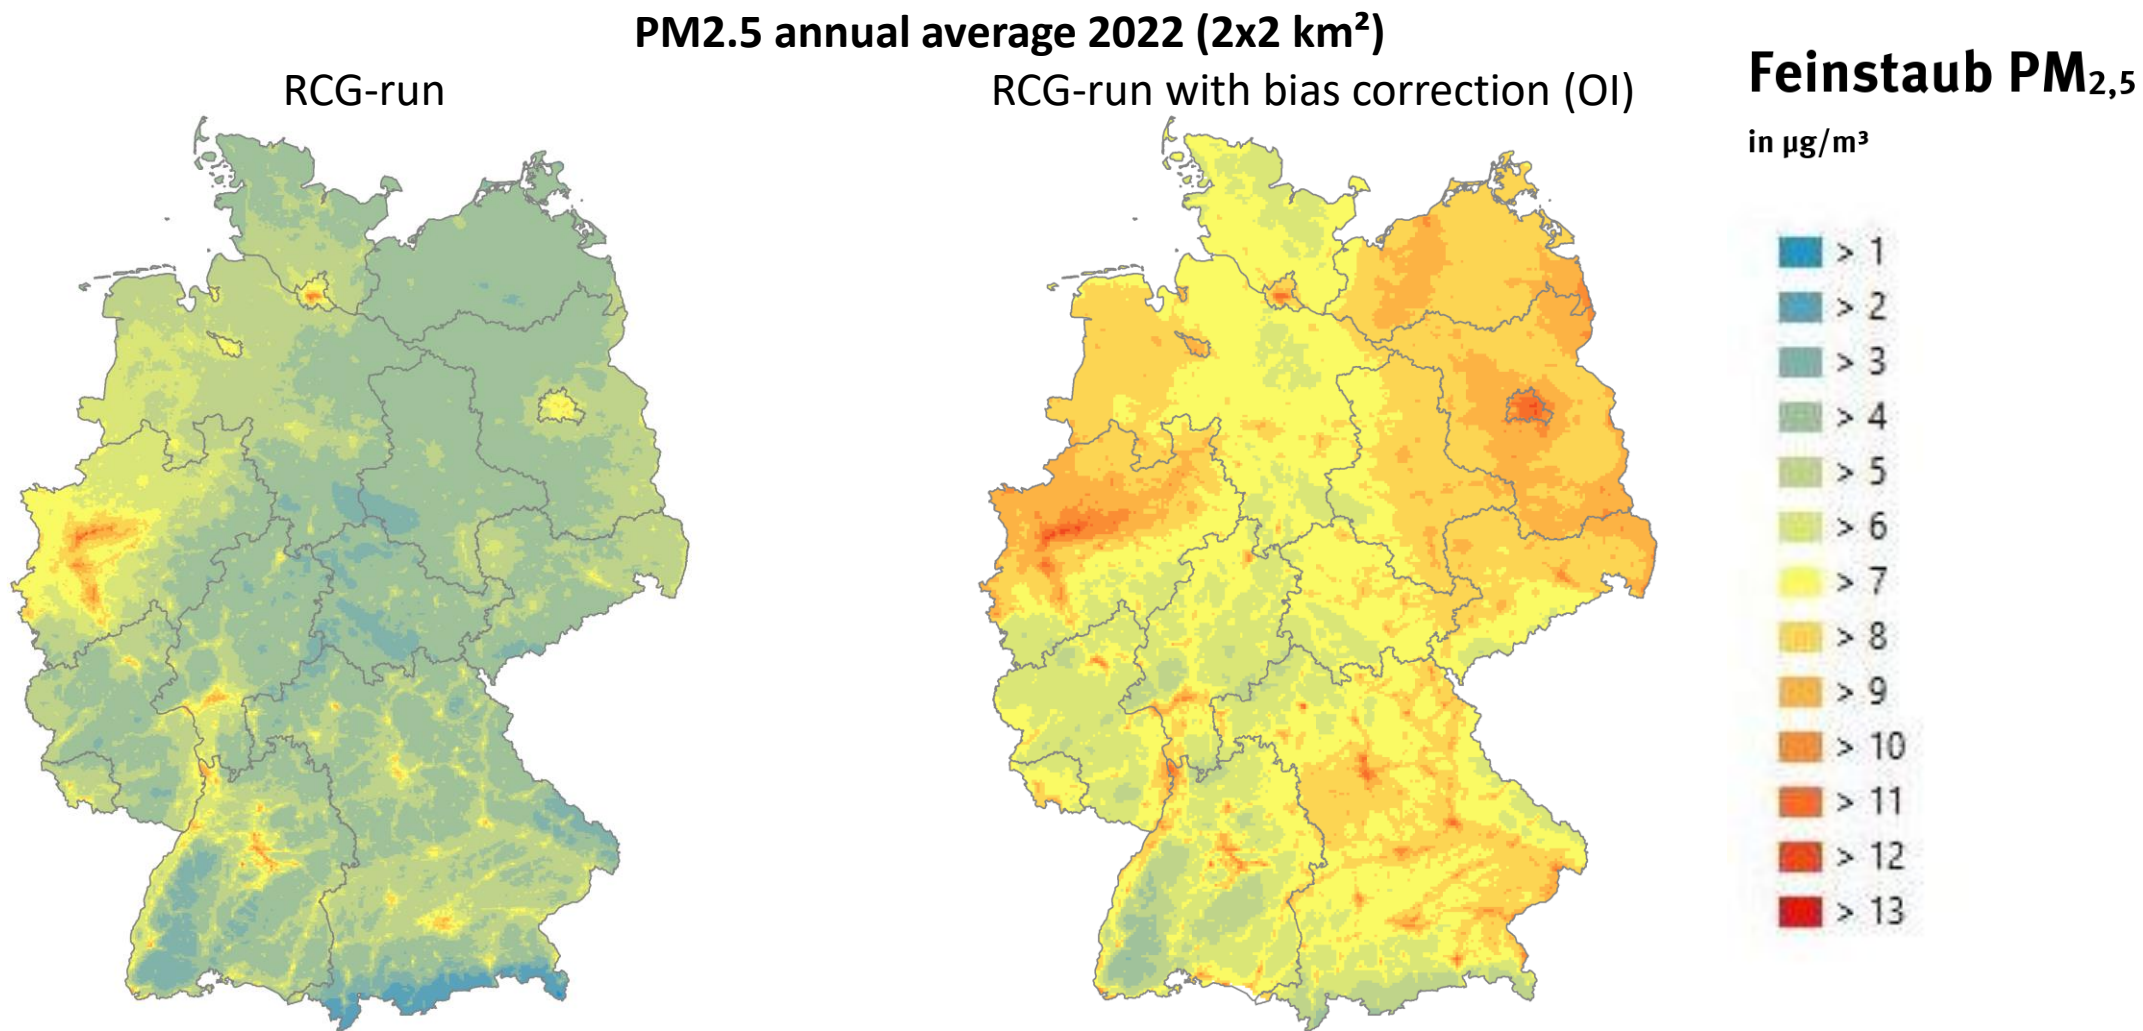 PM2.5 annual average 2022 (2x2 km²)
RCG-run
RCG-run with bias correction (OI)
Feinstaub PM₂,₅
in µg/m³
> 1
> 2
> 3
> 4
> 5
> 6
> 7
> 8
> 9
> 10
> 11
> 12
> 13